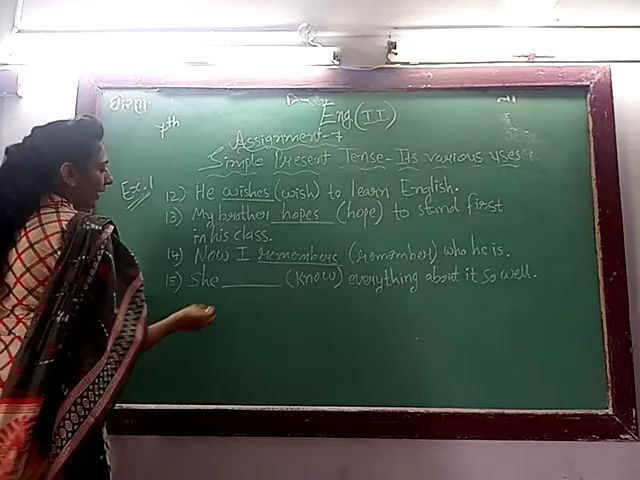 Eng (II)
7th
Assignment-7
Simple Present Tense - Its various uses
Ex. 1
12) He wishes (wish) to learn English.
13) My brother hopes (hope) to stand first
in his class.
14) Now I remembers (remember) who he is.
15) She ______ (know) everything about it so well.